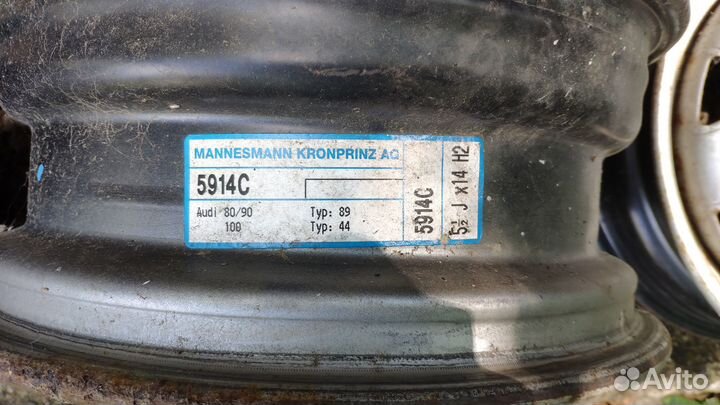 MANNESMANN KRONPRINZ AG
5914C
Audi 80/90 Typ: 89
100 Typ: 44
5914C
5½ J x14 H2
Avito